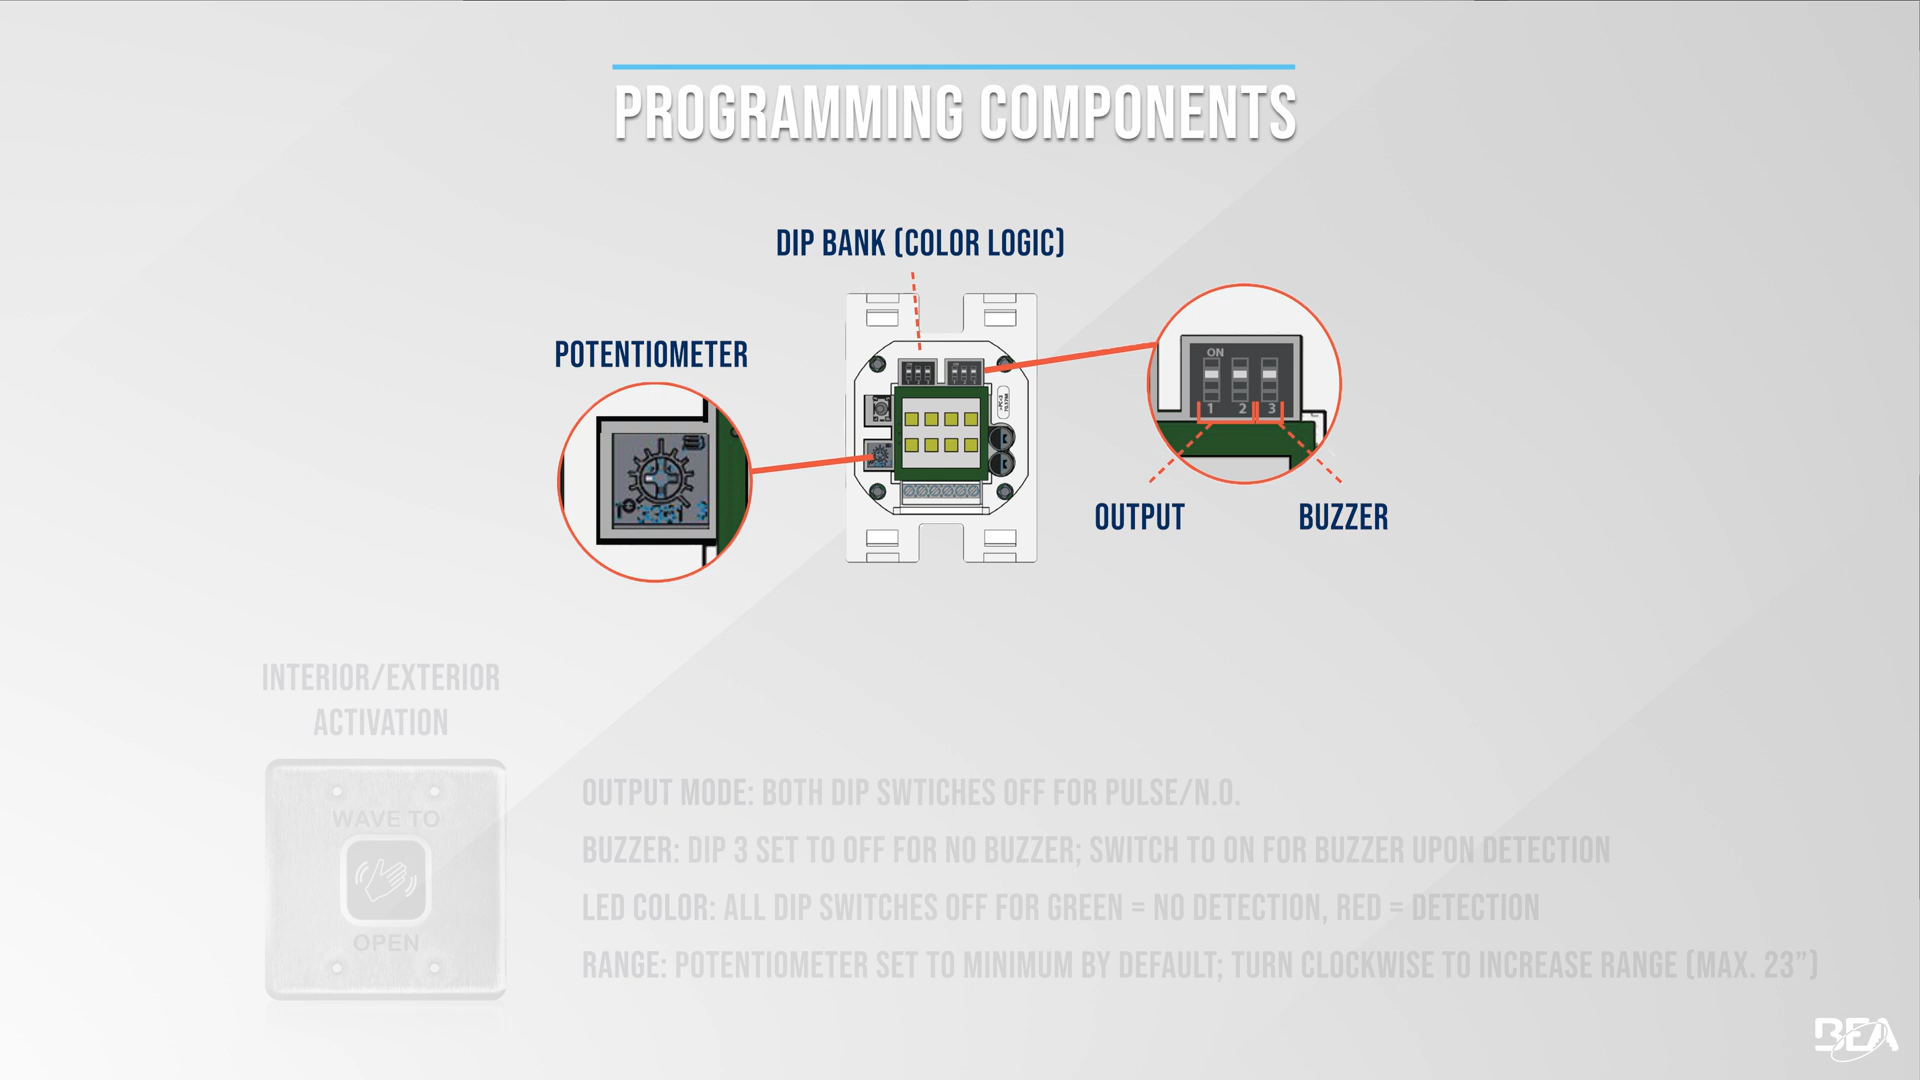 PROGRAMMING COMPONENTS
DIP BANK (COLOR LOGIC)
POTENTIOMETER
ON
1 2 3
OUTPUT
BUZZER
INTERIOR/EXTERIOR
ACTIVATION
WAVE TO
OPEN
OUTPUT MODE: BOTH DIP SWTICHES OFF FOR PULSE/N.O.
BUZZER: DIP 3 SET TO OFF FOR NO BUZZER; SWITCH TO ON FOR BUZZER UPON DETECTION
LED COLOR: ALL DIP SWITCHES OFF FOR GREEN = NO DETECTION, RED = DETECTION
RANGE: POTENTIOMETER SET TO MINIMUM BY DEFAULT; TURN CLOCKWISE TO INCREASE RANGE (MAX. 23”)
BEA